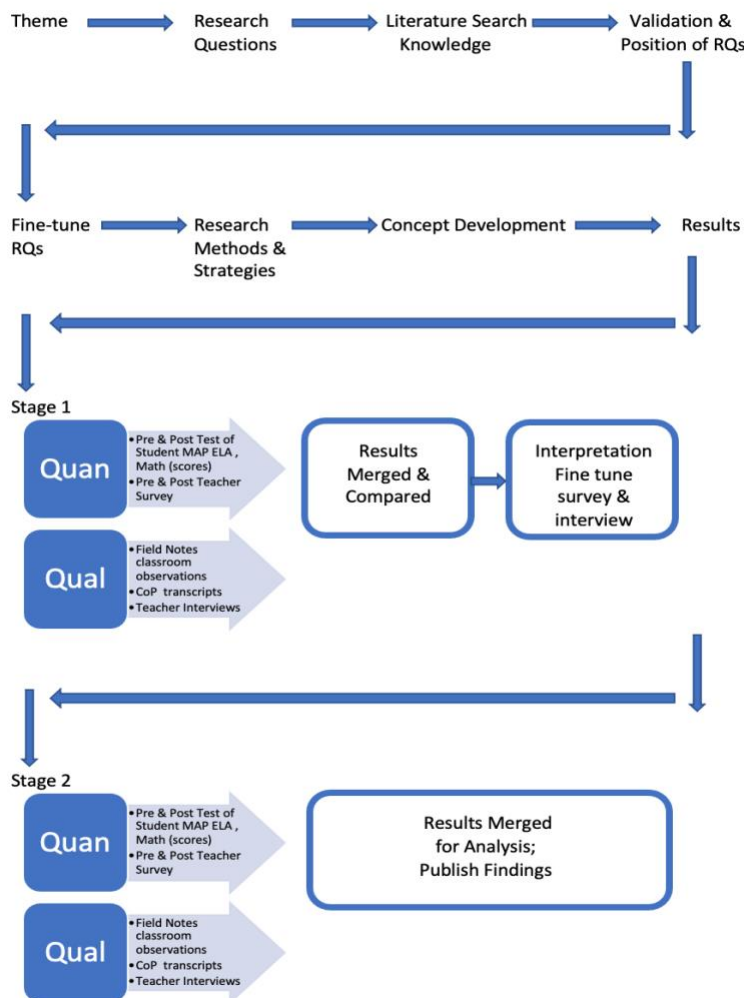 Theme
Research
Questions
Literature Search
Knowledge
Validation &
Position of RQs
Fine-tune
RQs
Research
Methods &
Strategies
Concept Development
Results
Stage 1
Quan
•Pre & Post Test of
Student MAP ELA ,
Math (scores)
•Pre & Post Teacher
Survey
Results
Merged &
Compared
Interpretation
Fine tune
survey &
interview
Qual
•Field Notes
classroom
observations
•CoP transcripts
•Teacher Interviews
Stage 2
Quan
•Pre & Post Test of
Student MAP ELA ,
Math (scores)
•Pre & Post Teacher
Survey
Results Merged
for Analysis;
Publish Findings
Qual
•Field Notes
classroom
observations
•CoP transcripts
•Teacher Interviews